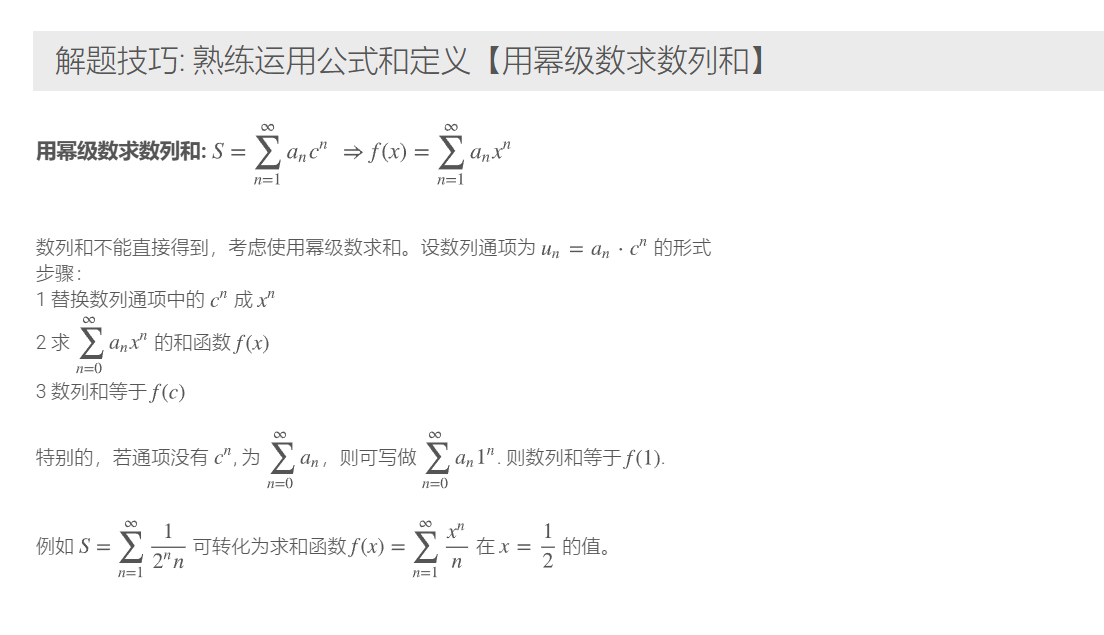 解题技巧: 熟练运用公式和定义【用幂级数求数列和】
用幂级数求数列和: $S = \sum_{n=1}^{\infty} a_n c^n \Rightarrow f(x) = \sum_{n=1}^{\infty} a_n x^n$
数列和不能直接得到，考虑使用幂级数求和。设数列通项为 $u_n = a_n \cdot c^n$ 的形式
步骤：
1 替换数列通项中的 $c^n$ 成 $x^n$
2 求 $\sum_{n=0}^{\infty} a_n x^n$ 的和函数 $f(x)$
3 数列和等于 $f(c)$
特别的，若通项没有 $c^n$, 为 $\sum_{n=0}^{\infty} a_n$，则可写做 $\sum_{n=0}^{\infty} a_n 1^n$. 则数列和等于 $f(1)$.
例如 $S = \sum_{n=1}^{\infty} \frac{1}{2^n n}$ 可转化为求和函数 $f(x) = \sum_{n=1}^{\infty} \frac{x^n}{n}$ 在 $x = \frac{1}{2}$ 的值。